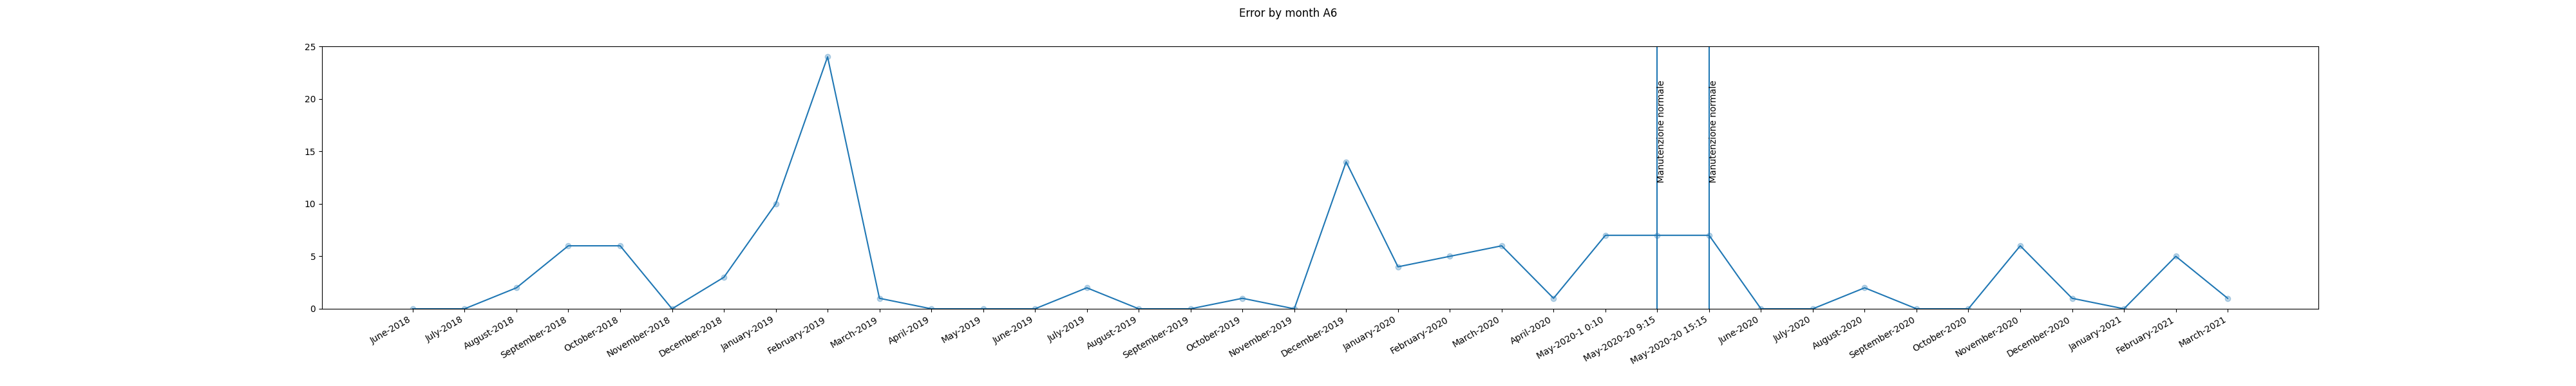 Error by month A6
25
20
15
10
5
0
Manutenzione normale
Manutenzione normale
June-2018
July-2018
August-2018
September-2018
October-2018
November-2018
December-2018
January-2019
February-2019
March-2019
April-2019
May-2019
June-2019
July-2019
August-2019
September-2019
October-2019
November-2019
December-2019
January-2020
February-2020
March-2020
April-2020
May-2020-1 0:10
May-2020-20 9:15
May-2020-20 15:15
June-2020
July-2020
August-2020
September-2020
October-2020
November-2020
December-2020
January-2021
February-2021
March-2021